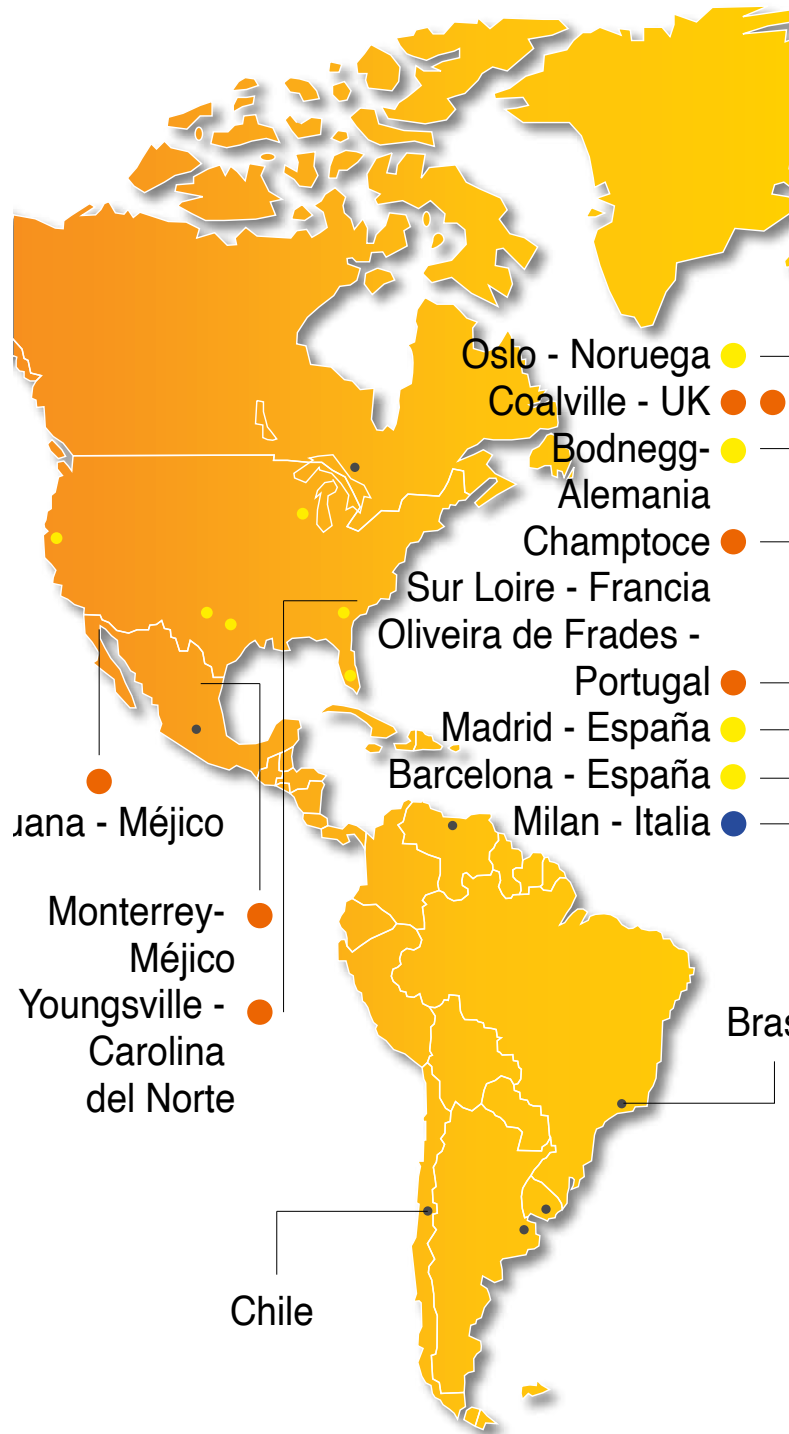 Oslo - Noruega
Coalville - UK
Bodnegg-
Alemania
Champtoce
Sur Loire - Francia
Oliveira de Frades -
Portugal
Madrid - España
Barcelona - España
Milan - Italia
- Méjico
Monterrey-
Méjico
Youngsville -
Carolina
del Norte
Chile